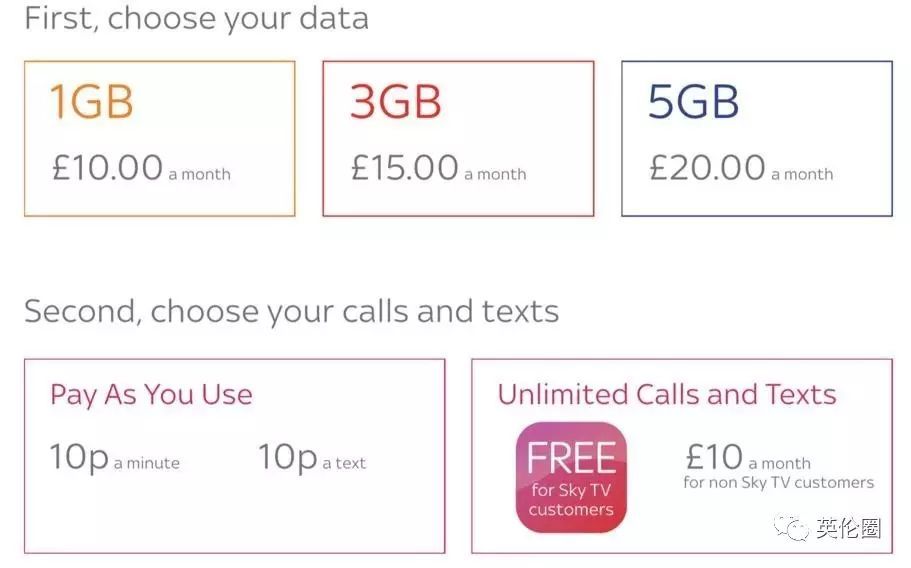 First, choose your data
1GB
£10.00 a month
3GB
£15.00 a month
5GB
£20.00 a month
Second, choose your calls and texts
Pay As You Use
10p a minute
10p a text
Unlimited Calls and Texts
FREE
for Sky TV
customers
£10 a month
for non Sky TV customers
英伦圈